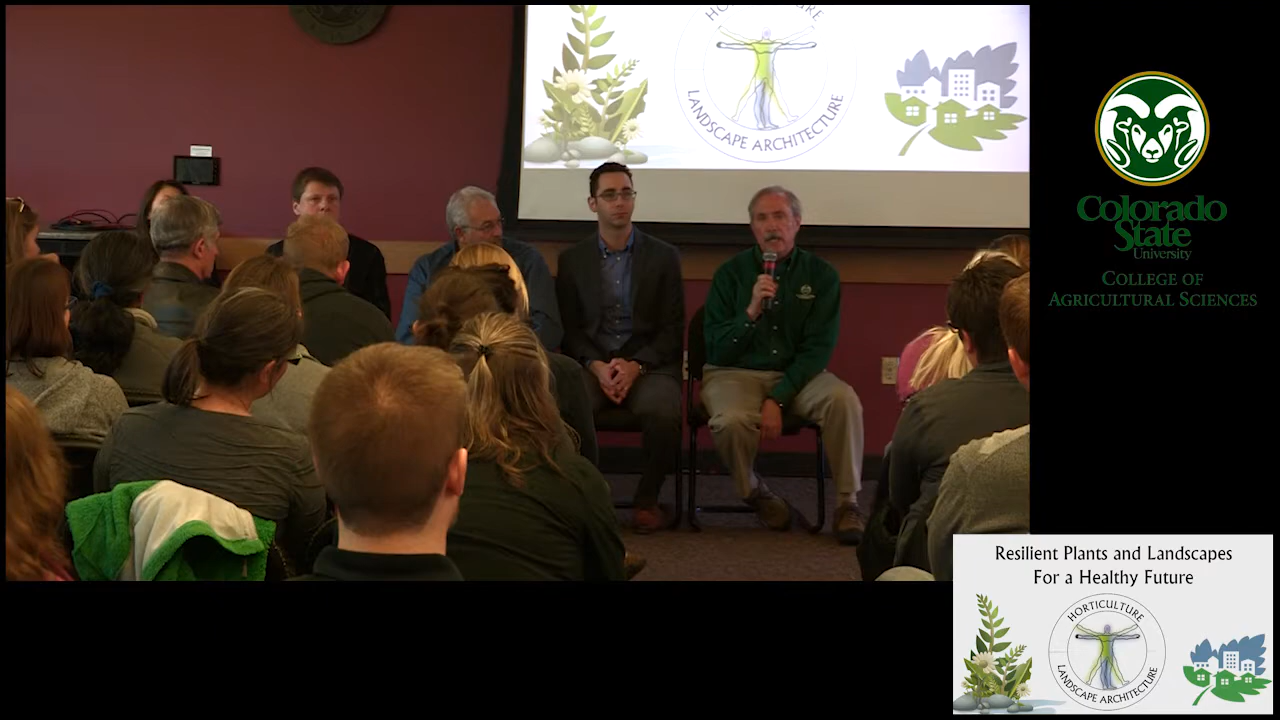 HORTICULTURE
LANDSCAPE ARCHITECTURE
Colorado
State
University
COLLEGE OF
AGRICULTURAL SCIENCES
Resilient Plants and Landscapes
For a Healthy Future
HORTICULTURE
LANDSCAPE ARCHITECTURE